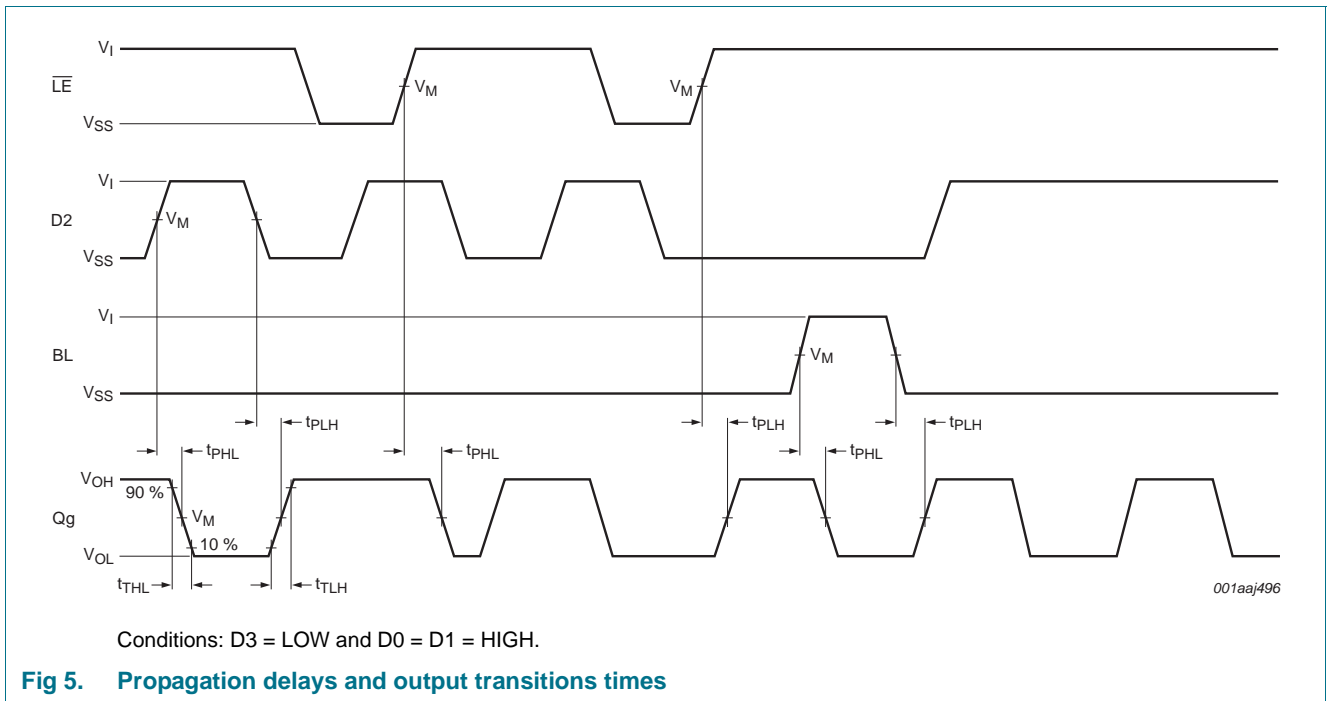 VI
LE
VM
VM
VSS
VI
D2
VM
VSS
VI
BL
VM
VSS
tPLH
tPLH
tPLH
tPHL
tPHL
tPHL
VOH
90 %
Qg
VM
10 %
VOL
tTHL
tTLH
001aaj496
Conditions: D3 = LOW and D0 = D1 = HIGH.
Fig 5. Propagation delays and output transitions times